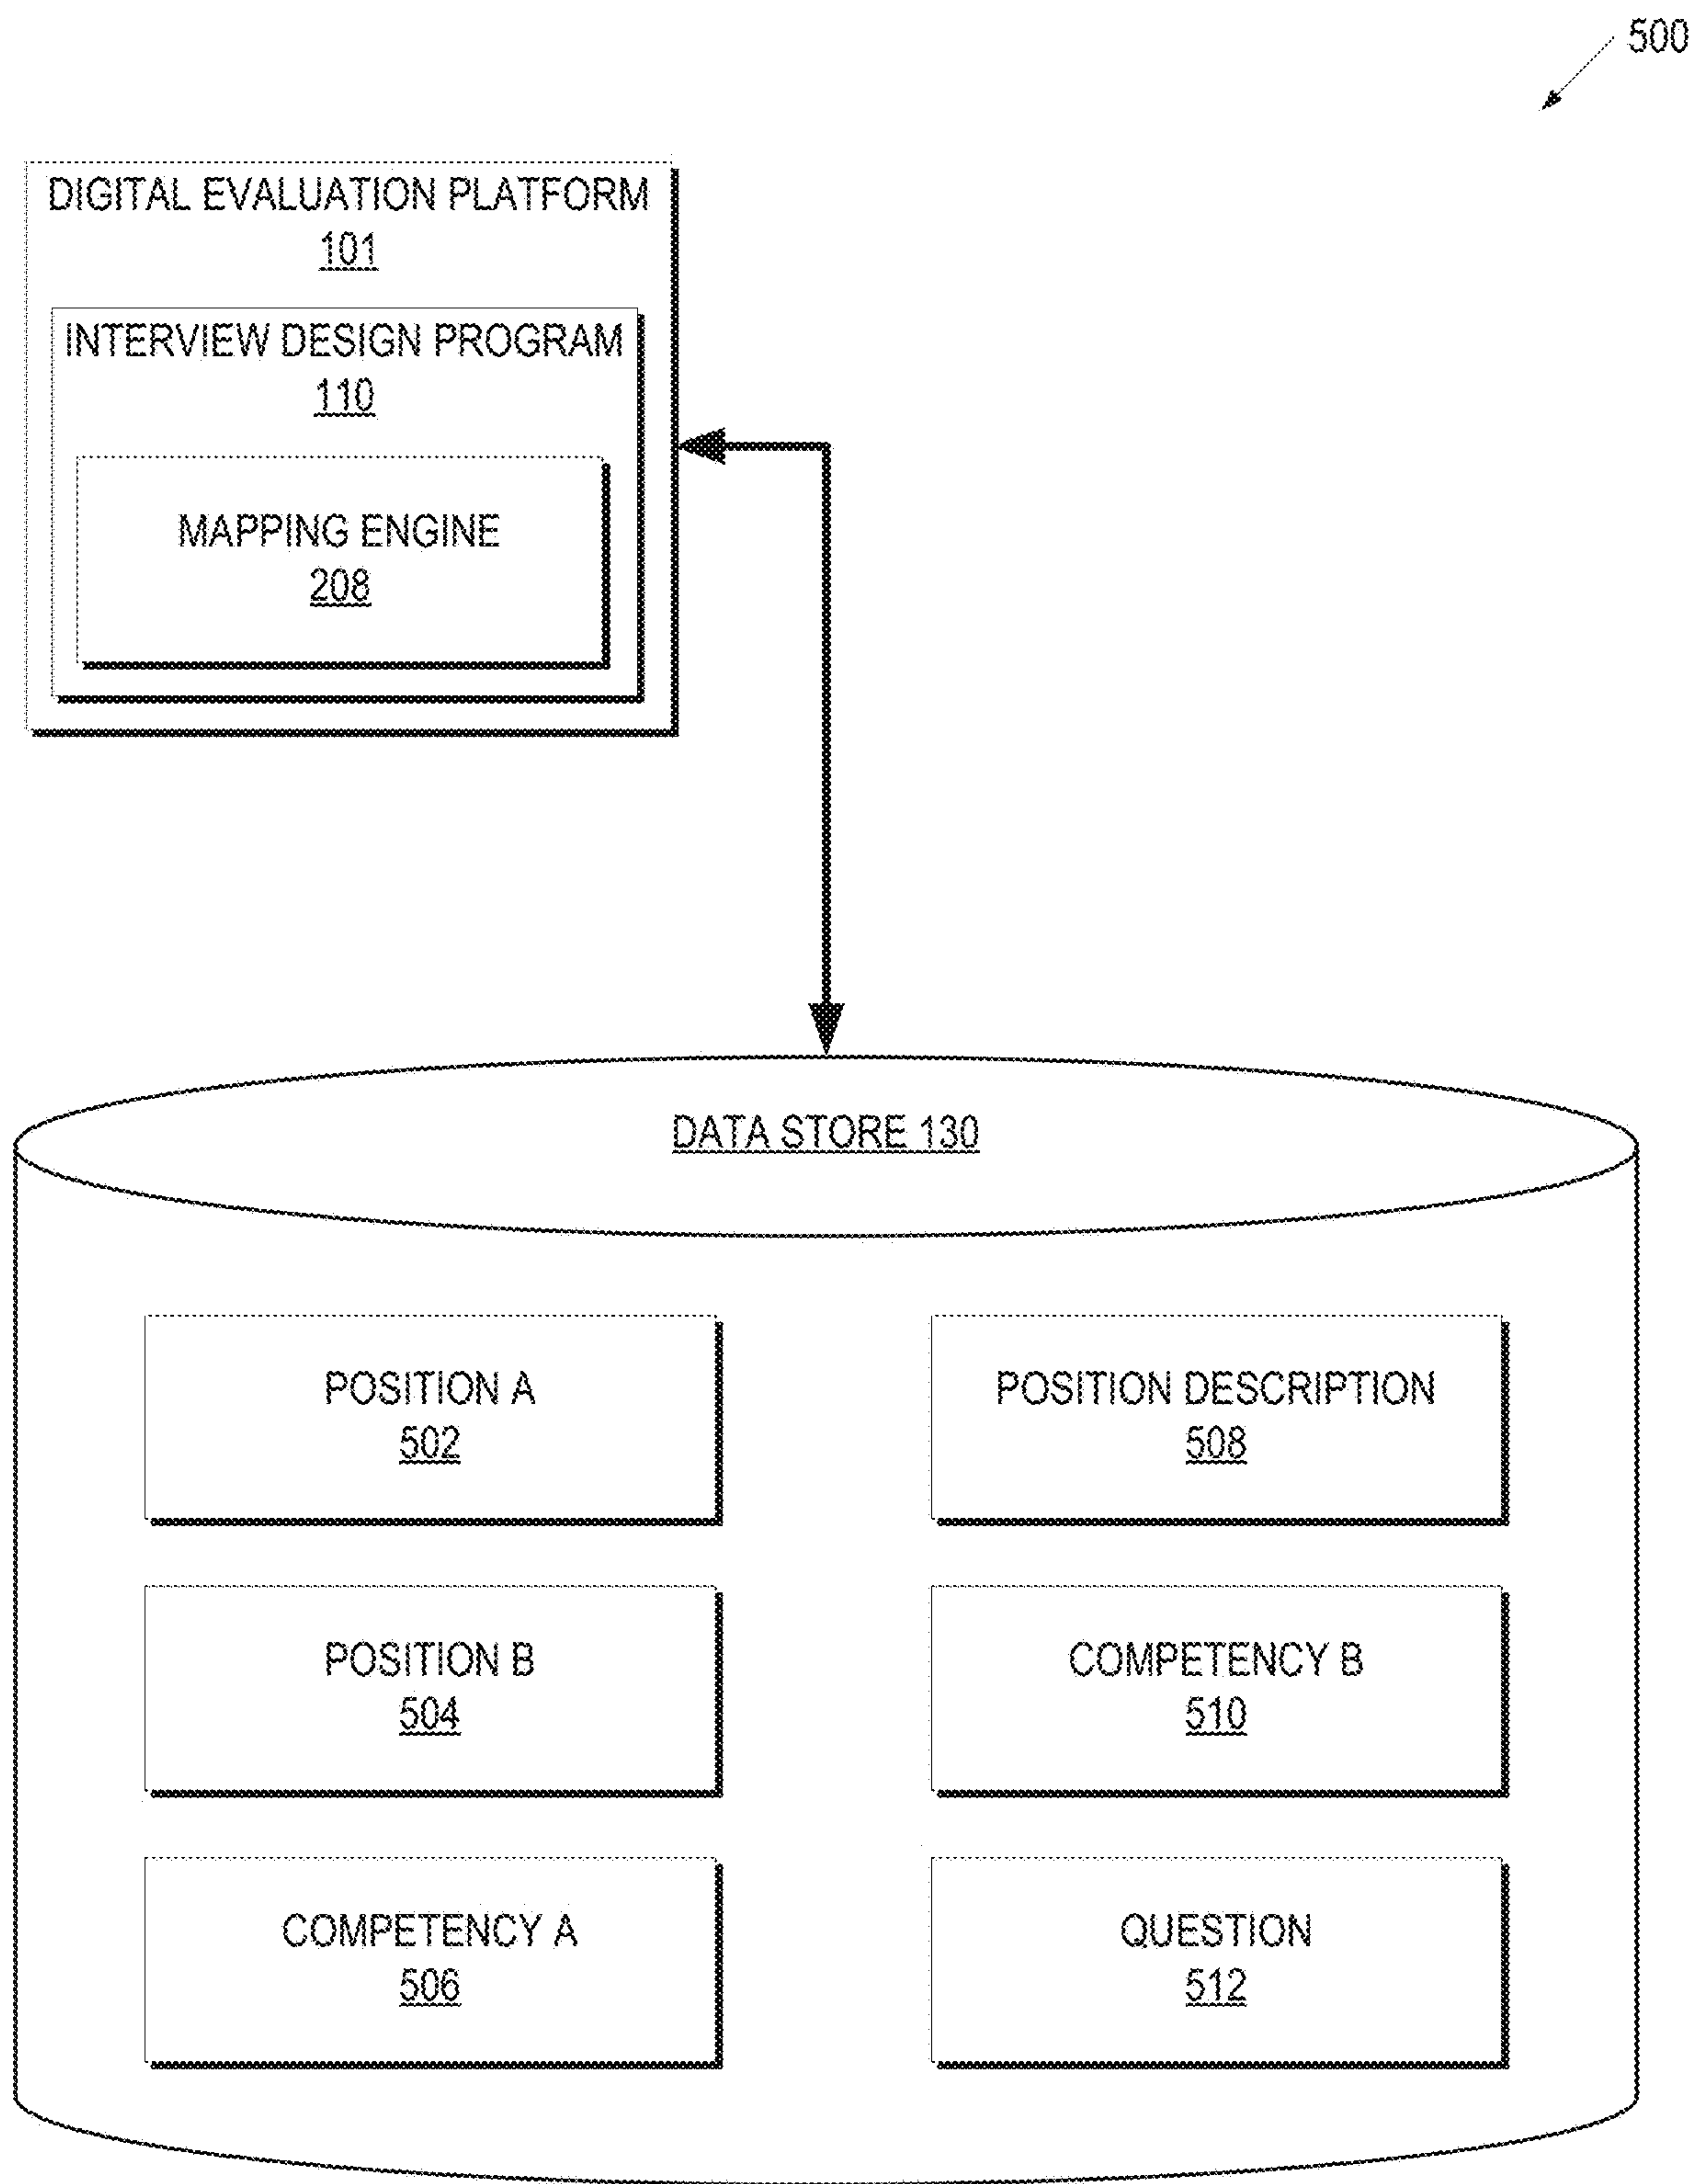 500
DIGITAL EVALUATION PLATFORM
101
INTERVIEW DESIGN PROGRAM
110
MAPPING ENGINE
208
DATA STORE 130
POSITION A
502
POSITION DESCRIPTION
508
POSITION B
504
COMPETENCY B
510
COMPETENCY A
506
QUESTION
512